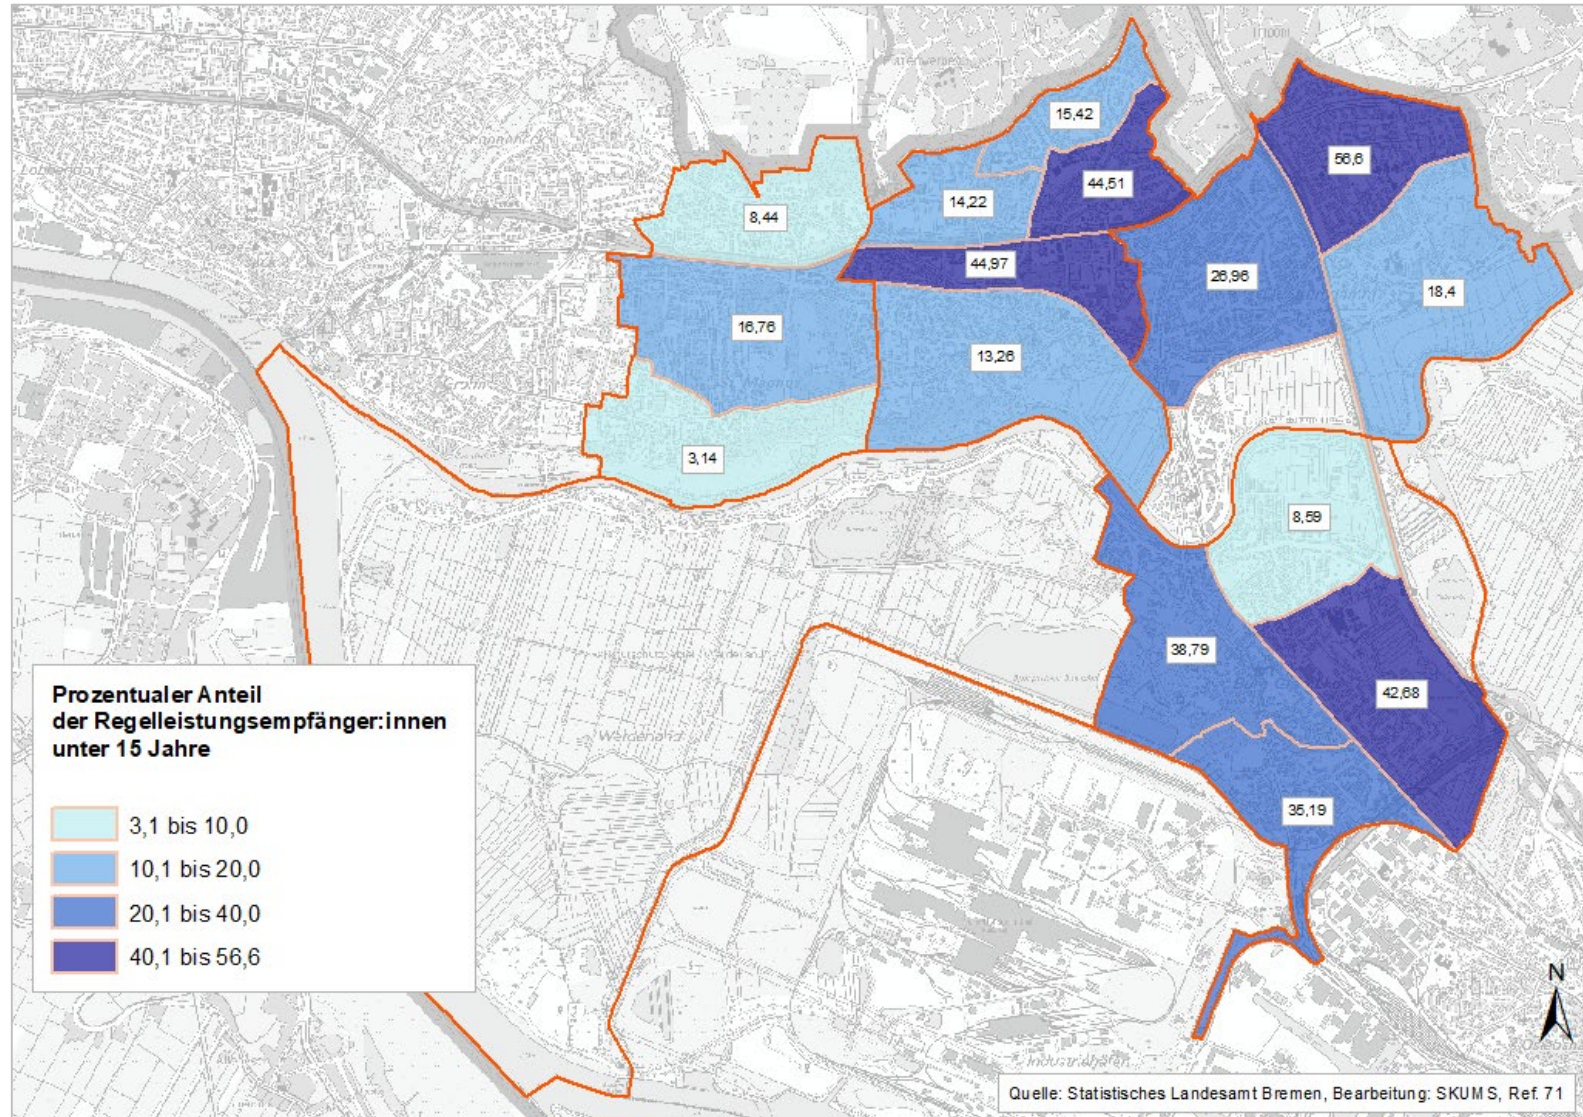 15,42
56,6
44,51
8,44
14,22
44,97
26,96
18,4
16,76
13,26
3,14
8,59
38,79
42,68
35,19
Prozentualer Anteil
der Regelleistungsempfänger:innen
unter 15 Jahre
3,1 bis 10,0
10,1 bis 20,0
20,1 bis 40,0
40,1 bis 56,6
Werderland
Industriehäfen
N
Quelle: Statistisches Landesamt Bremen, Bearbeitung: SKUMS, Ref. 71